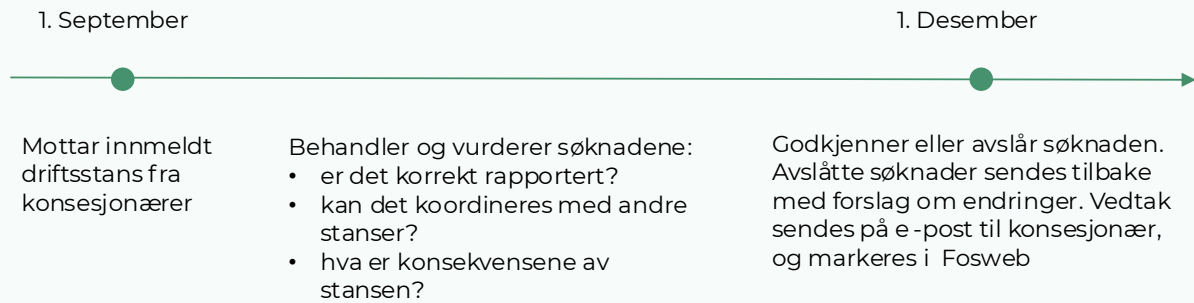 1. September
1. Desember
Mottar innmeldt
driftsstans fra
konsesjonærer
Behandler og vurderer søknadene:
• er det korrekt rapportert?
• kan det koordineres med andre
stanser?
• hva er konsekvensene av
stansen?
Godkjenner eller avslår søknaden.
Avslåtte søknader sendes tilbake
med forslag om endringer. Vedtak
sendes på e-post til konsesjonær,
og markeres i Fosweb